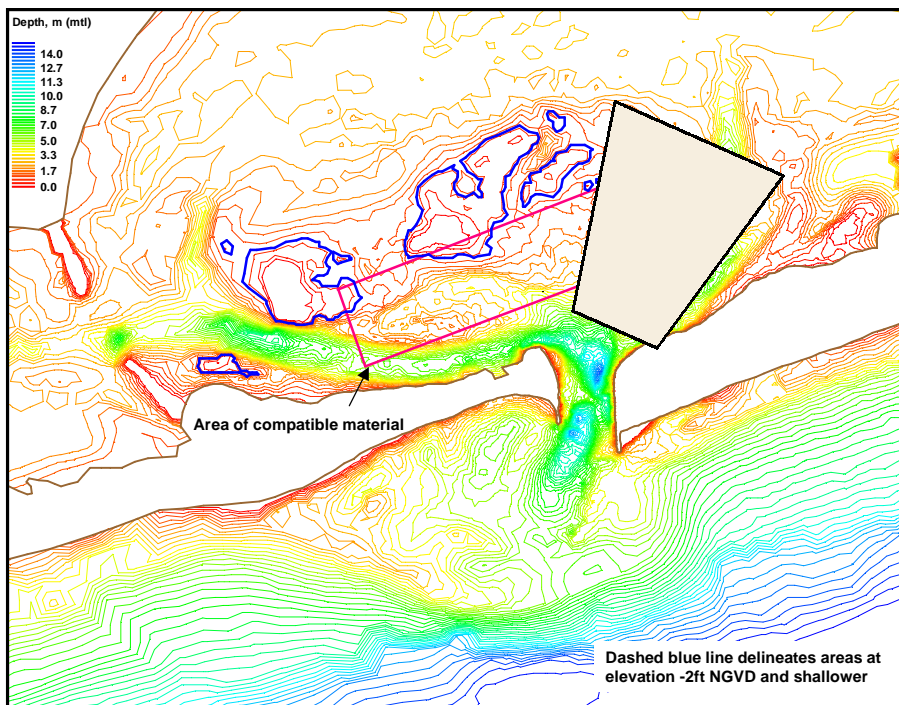 Depth, m (mtl)
14.0
12.7
11.3
10.0
8.7
7.0
5.0
3.0
1.7
0.0
Area of compatible material
Dashed blue line delineates areas at
elevation -2ft NGVD and shallower